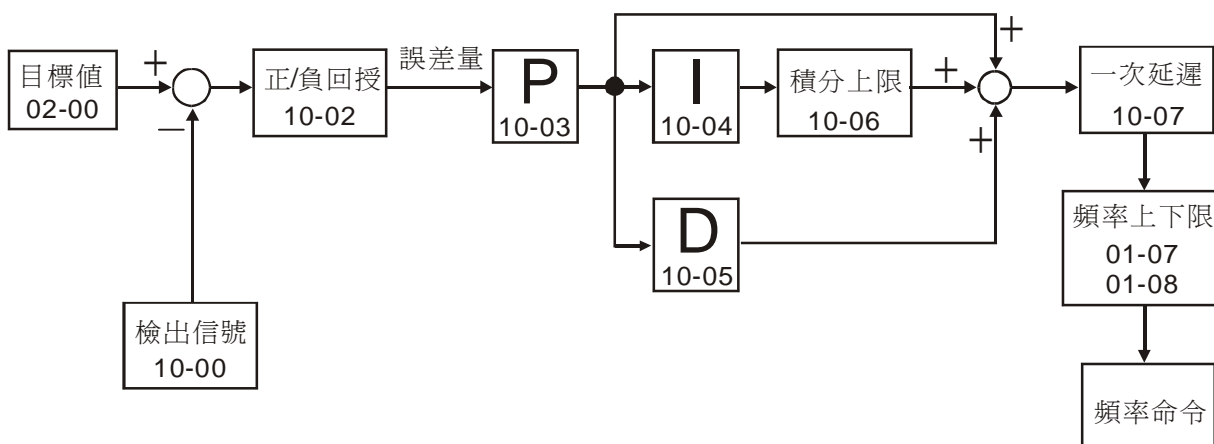 目標值
02-00
+
—
正/負回授
10-02
誤差量
P
10-03
I
10-04
積分上限
10-06
D
10-05
+
+
+
一次延遲
10-07
頻率上下限
01-07
01-08
頻率命令
檢出信號
10-00